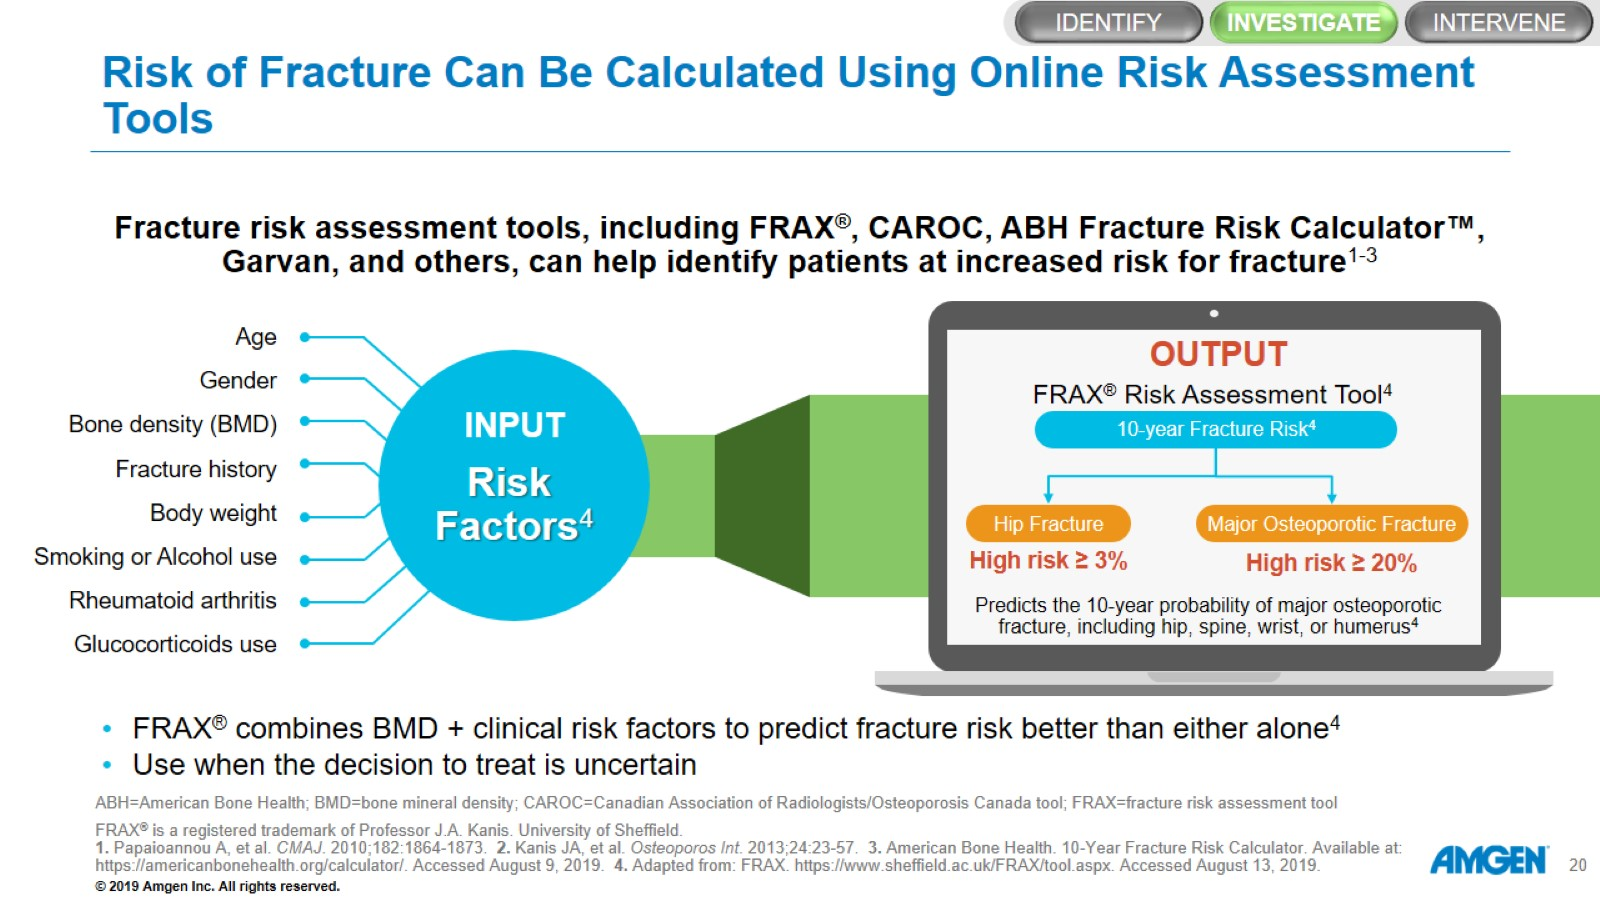 IDENTIFY
INVESTIGATE
INTERVENE
Risk of Fracture Can Be Calculated Using Online Risk Assessment
Tools
Fracture risk assessment tools, including FRAX®, CAROC, ABH Fracture Risk Calculator™,
Garvan, and others, can help identify patients at increased risk for fracture1-3
Age
Gender
Bone density (BMD)
Fracture history
Body weight
Smoking or Alcohol use
Rheumatoid arthritis
Glucocorticoids use
INPUT
Risk
Factors4
OUTPUT
FRAX® Risk Assessment Tool4
10-year Fracture Risk4
Hip Fracture
High risk ≥ 3%
Major Osteoporotic Fracture
High risk ≥ 20%
Predicts the 10-year probability of major osteoporotic
fracture, including hip, spine, wrist, or humerus4
• FRAX® combines BMD + clinical risk factors to predict fracture risk better than either alone4
• Use when the decision to treat is uncertain
ABH=American Bone Health; BMD=bone mineral density; CAROC=Canadian Association of Radiologists/Osteoporosis Canada tool; FRAX=fracture risk assessment tool
FRAX® is a registered trademark of Professor J.A. Kanis. University of Sheffield.
1. Papaioannou A, et al. CMAJ. 2010;182:1864-1873. 2. Kanis JA, et al. Osteoporos Int. 2013;24:23-57. 3. American Bone Health. 10-Year Fracture Risk Calculator. Available at:
https://americanbonehealth.org/calculator/. Accessed August 9, 2019. 4. Adapted from: FRAX. https://www.sheffield.ac.uk/FRAX/tool.aspx. Accessed August 13, 2019.
© 2019 Amgen Inc. All rights reserved.
AMGEN®
20